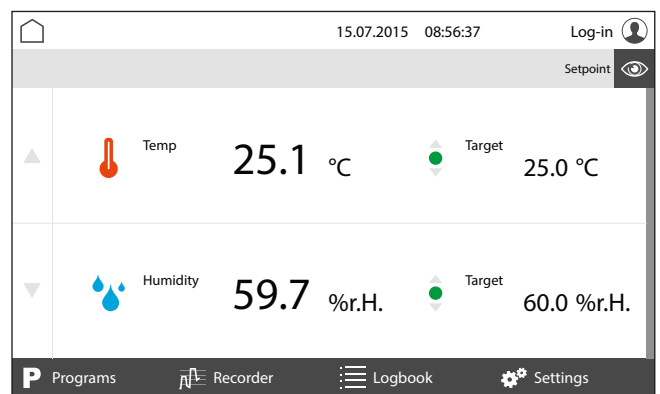 15.07.2015 08:56:37 Log-in
Setpoint
Temp 25.1 °C Target 25.0 °C
Humidity 59.7 %r.H. Target 60.0 %r.H.
P Programs Recorder Logbook Settings